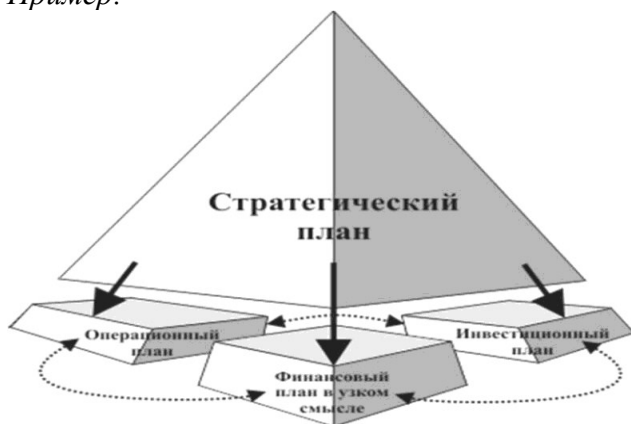 Пример:
Стратегический
план
Операционный
план
Инвестиционный
план
Финансовый
план в узком
смысле